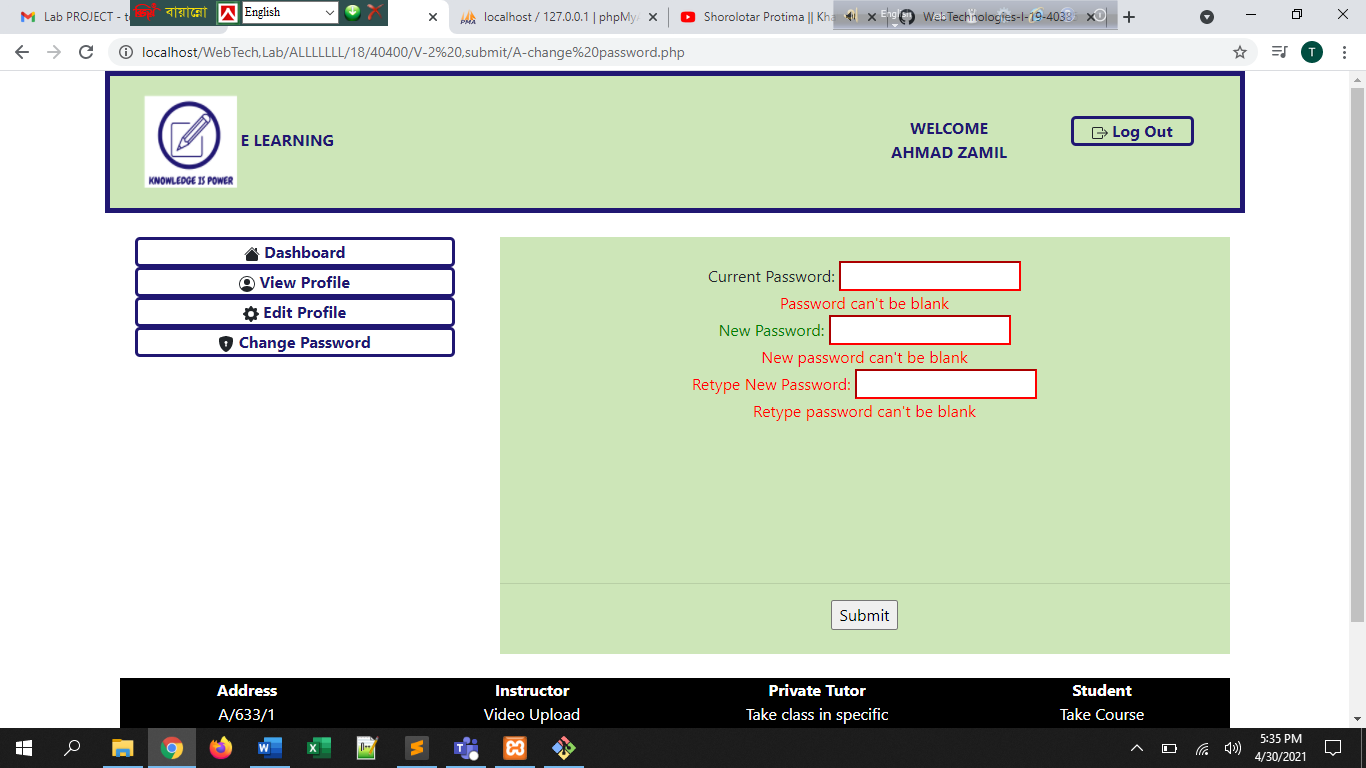 Lab PROJECT - t
বায়ান্নো
English
localhost / 127.0.0.1 | phpMyA
Shorolotar Protima || Kha
English
WebTechnologies-I-19-4038
localhost/WebTech,Lab/ALLLLLLL/18/40400/V-2%20,submit/A-change%20password.php
T
KNOWLEDGE IS POWER
E LEARNING
WELCOME
AHMAD ZAMIL
Log Out
Dashboard
View Profile
Edit Profile
Change Password
Current Password:
Password can't be blank
New Password:
New password can't be blank
Retype New Password:
Retype password can't be blank
Submit
Address
Instructor
Private Tutor
Student
A/633/1
Video Upload
Take class in specific
Take Course
5:35 PM
4/30/2021